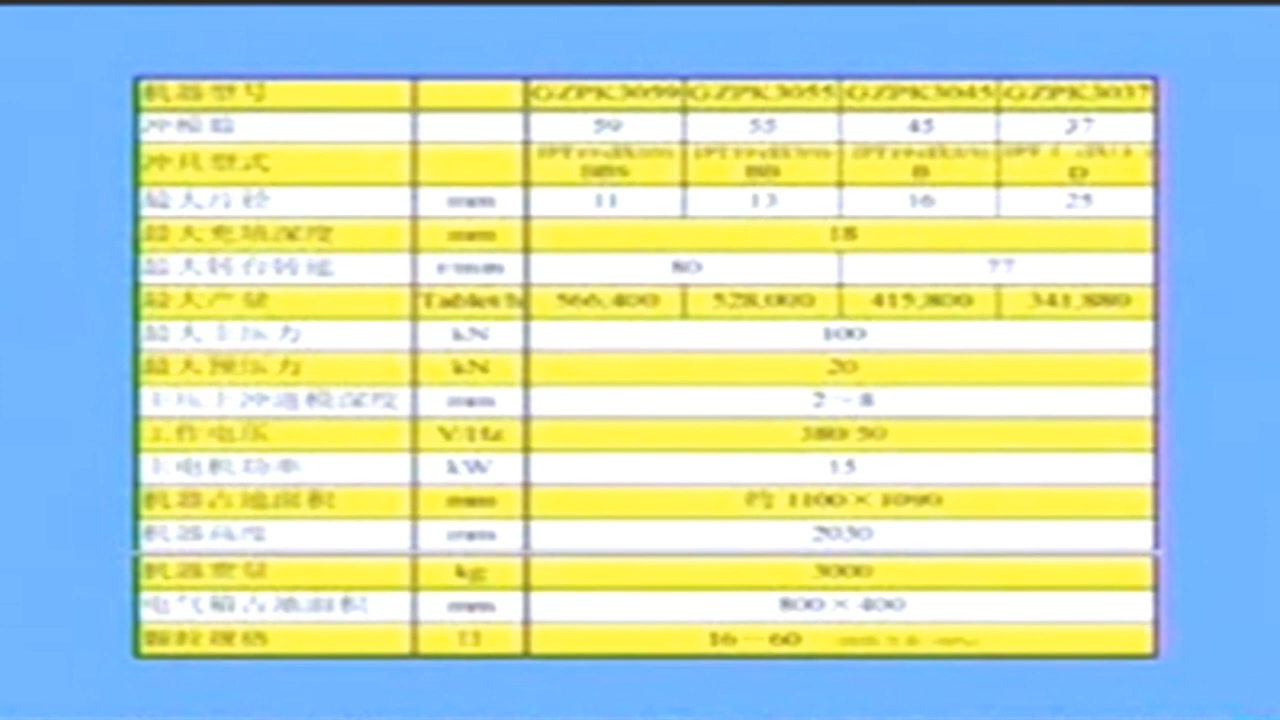 机器型号 GZPK3059 GZPK3055 GZPK3045 GZPK3037
冲模数 59 55 45 37
冲具型式
BBS BB B D
最大片径 mm 11 13 16 25
最大充填深度 mm 18
最大转台转速 r/min 80 77
最大产量 Tablet/h 566,400 528,000 415,800 341,880
最大主压力 kN 100
最大预压力 kN 20
上冲进模深度 mm 2－8
工作电压 V/Hz 380/50
主电机功率 kW 15
机器占地面积 mm 约 1100×1090
机器高度 mm 2030
机器重量 kg 3000
电气箱占地面积 mm 800×400
颗粒规格 目 16－60